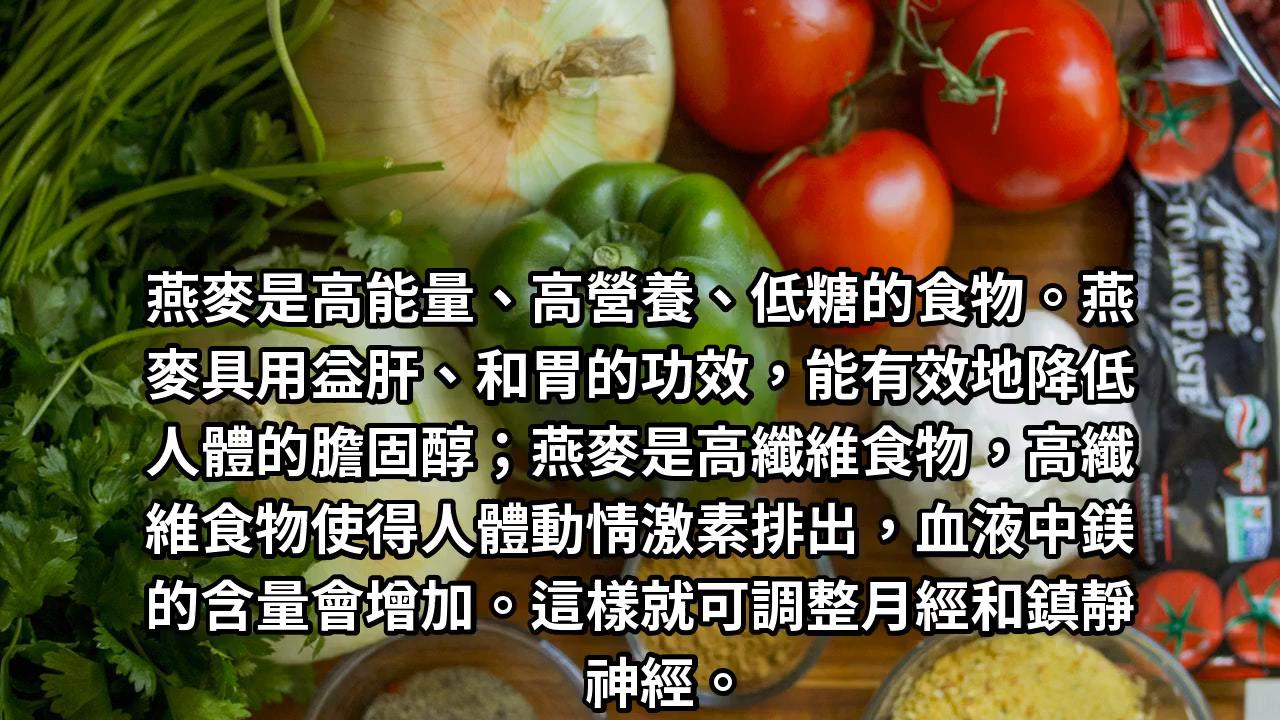 燕麥是高能量、高營養、低糖的食物。燕
麥具用益肝、和胃的功效，能有效地降低
人體的膽固醇；燕麥是高纖維食物，高纖
維食物使得人體動情激素排出，血液中鎂
的含量會增加。這樣就可調整月經和鎮靜
神經。
Amore
TOMATO PASTE